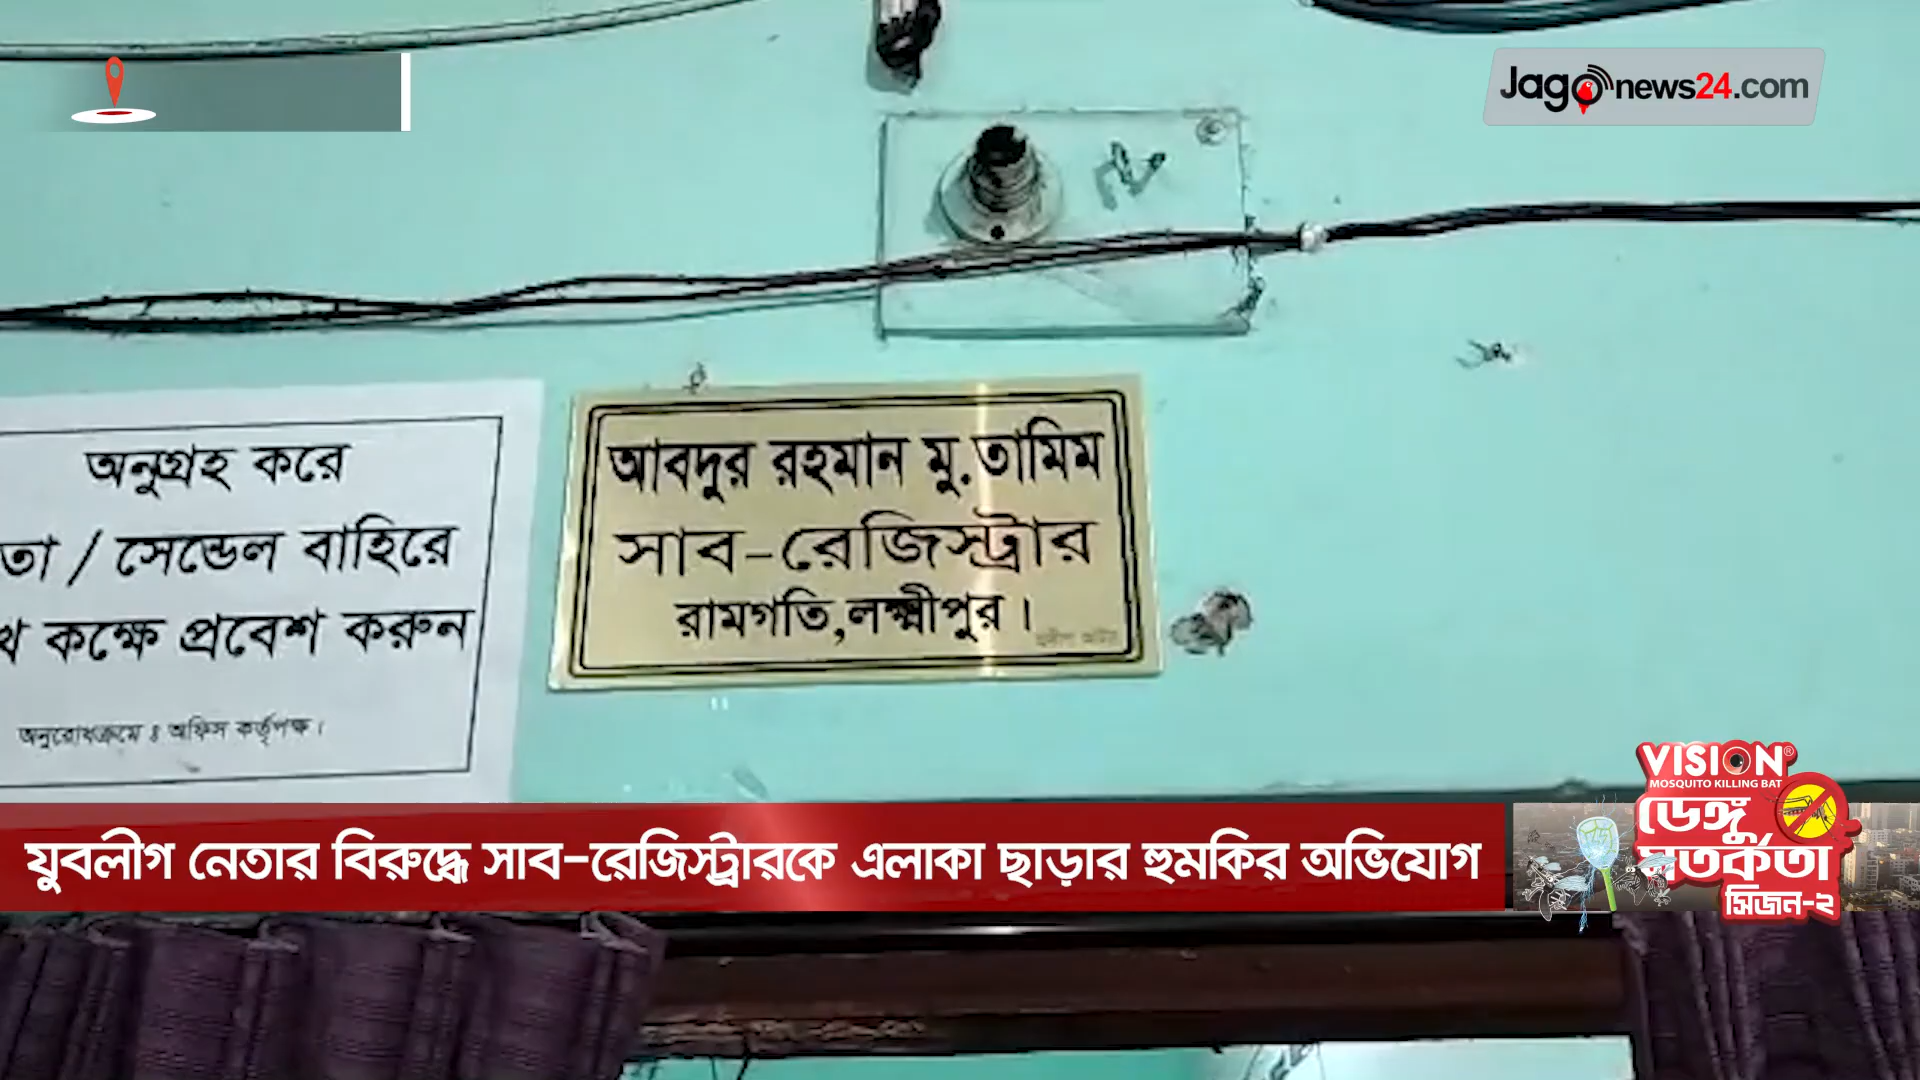 Jagonews24.com
২
অনুগ্রহ করে
তা / সেন্ডেল বাহিরে
কক্ষে প্রবেশ করুন
অনুরোধক্রমে ঃ অফিস কর্তৃপক্ষ।
আবদুর রহমান মু.তামিম
সাব-রেজিস্ট্রার
রামগতি,লক্ষ্মীপুর।
যুবলীগ নেতার বিরুদ্ধে সাব-রেজিস্ট্রারকে এলাকা ছাড়ার হুমকির অভিযোগ
VISION®
MOSQUITO KILLING BAT
ডেঙ্গু
সতর্কতা
সিজন-২